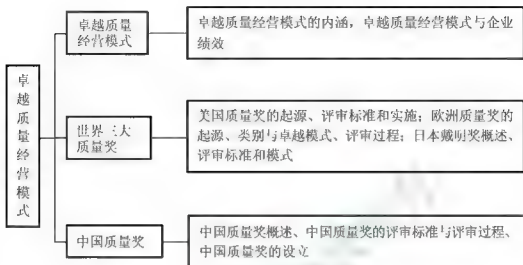 卓越质量经营模式
卓越质量
经营模式
卓越质量经营模式的内涵，卓越质量经营模式与企业
绩效
世界三大
质量奖
美国质量奖的起源、评审标准和实施；欧洲质量奖的
起源、类别与卓越模式、评审过程；日本戴明奖概述、
评审标准和模式
中国质量奖
中国质量奖概述、中国质量奖的评审标准与评审过程、
中国质量奖的设立